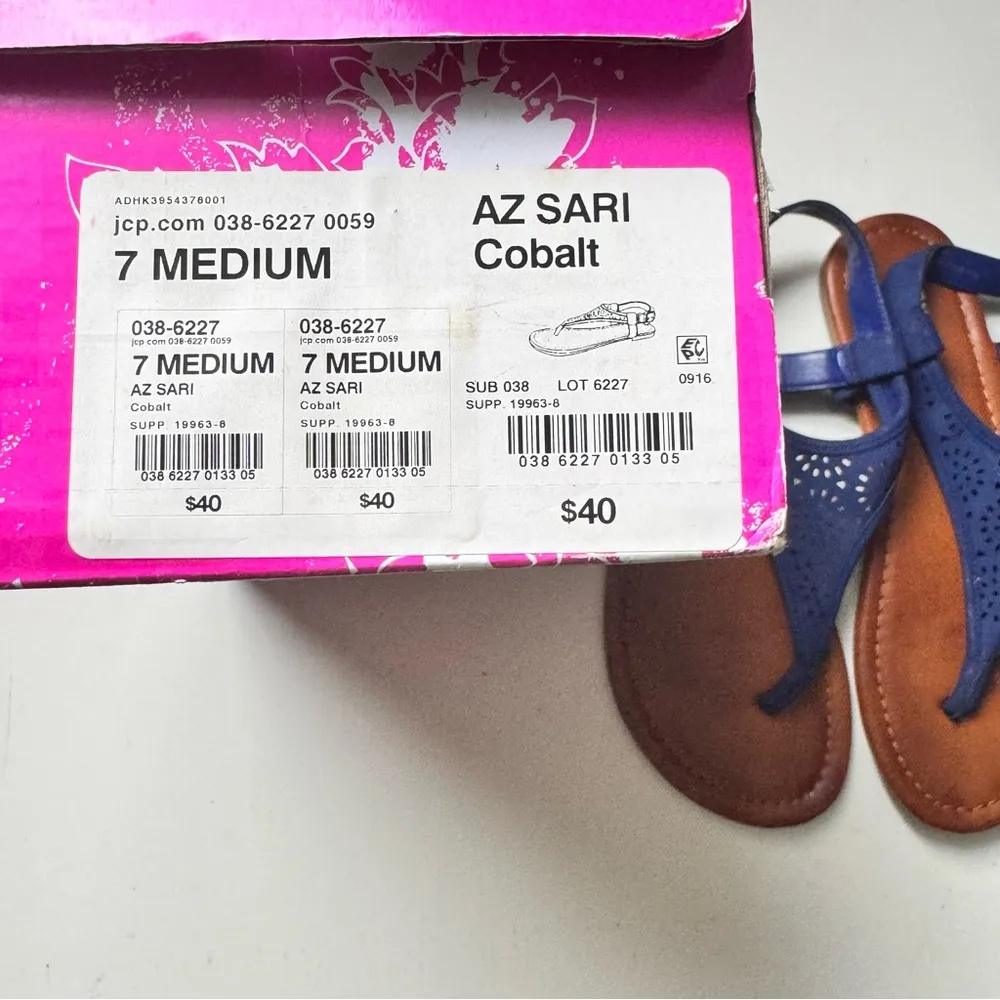 ADHK3954378001
jcp.com 038-6227 0059
7 MEDIUM
AZ SARI
Cobalt
038-6227
jcp com 038-6227 0059
7 MEDIUM
AZ SARI
Cobalt
SUPP. 19963-8
038 6227 0133 05
$40
038-6227
jcp com 038-6227 0059
7 MEDIUM
AZ SARI
Cobalt
SUPP. 19963-8
038 6227 0133 05
$40
SUB 038 LOT 6227
SUPP. 19963-8
0916
038 6227 0133 05
$40